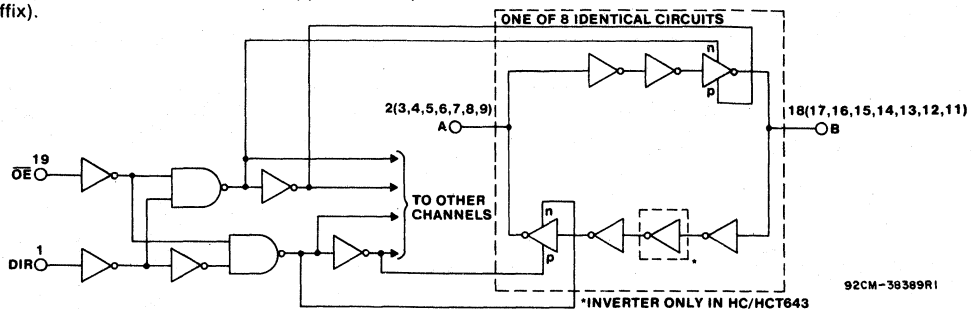 ffix).
ONE OF 8 IDENTICAL CIRCUITS
n
p
2(3,4,5,6,7,8,9)
A
18(17,16,15,14,13,12,11)
B
19
OE
TO OTHER
CHANNELS
n
p
1
DIR
*
*INVERTER ONLY IN HC/HCT643
92CM-38389R1